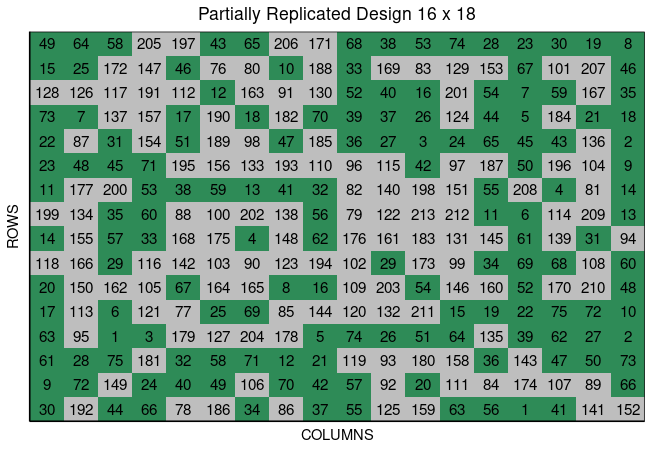 Partially Replicated Design 16 x 18
49 64 58 205 197 43 65 206 171 68 38 53 74 28 23 30 19 8
15 25 172 147 46 76 80 10 188 33 169 83 129 153 67 101 207 46
128 126 117 191 112 12 163 91 130 52 40 16 201 54 7 59 167 35
73 7 137 157 17 190 18 182 70 39 37 26 124 44 5 184 21 18
22 87 31 154 51 189 98 47 185 36 27 3 24 65 45 43 136 2
23 48 45 71 195 156 133 193 110 96 115 42 97 187 50 196 104 9
ROWS
11 177 200 53 38 59 13 41 32 82 140 198 151 55 208 4 81 14
199 134 35 60 88 100 202 138 56 79 122 213 212 11 6 114 209 13
14 155 57 33 168 175 4 148 62 176 161 183 131 145 61 139 31 94
118 166 29 116 142 103 90 123 194 102 29 173 99 34 69 68 108 60
20 150 162 105 67 164 165 8 16 109 203 54 146 160 52 170 210 48
17 113 6 121 77 25 69 85 144 120 132 211 15 19 22 75 72 10
63 95 1 3 179 127 204 178 5 74 26 51 64 135 39 62 27 2
61 28 75 181 32 58 71 12 21 119 93 180 158 36 143 47 50 73
9 72 149 24 40 49 106 70 42 57 92 20 111 84 174 107 89 66
30 192 44 66 78 186 34 86 37 55 125 159 63 56 1 41 141 152
COLUMNS